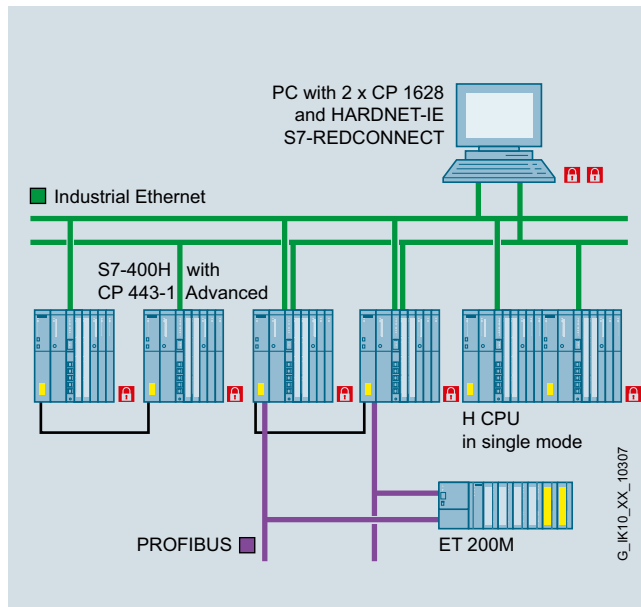 PC with 2 x CP 1628
and HARDNET-IE
S7-REDCONNECT
Industrial Ethernet
S7-400H with
CP 443-1 Advanced
H CPU
in single mode
PROFIBUS
ET 200M
G_IK10_XX_10307